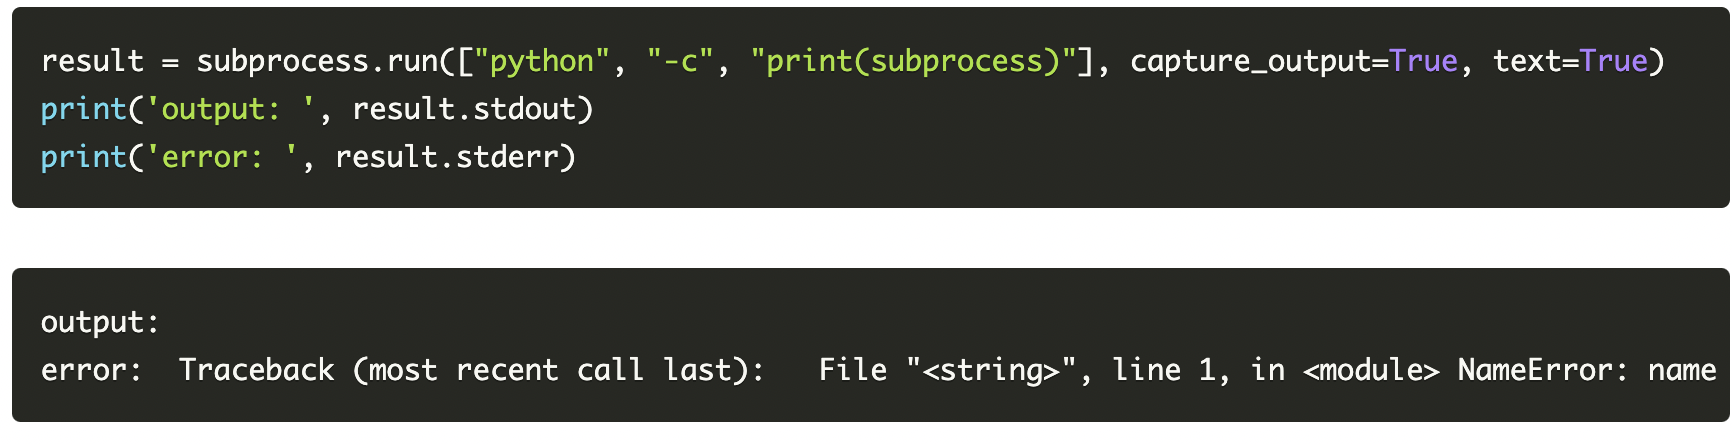 result = subprocess.run(["python", "-c", "print(subprocess)"], capture_output=True, text=True)
print('output: ', result.stdout)
print('error: ', result.stderr)
output:
error:  Traceback (most recent call last):   File "<string>", line 1, in <module> NameError: name